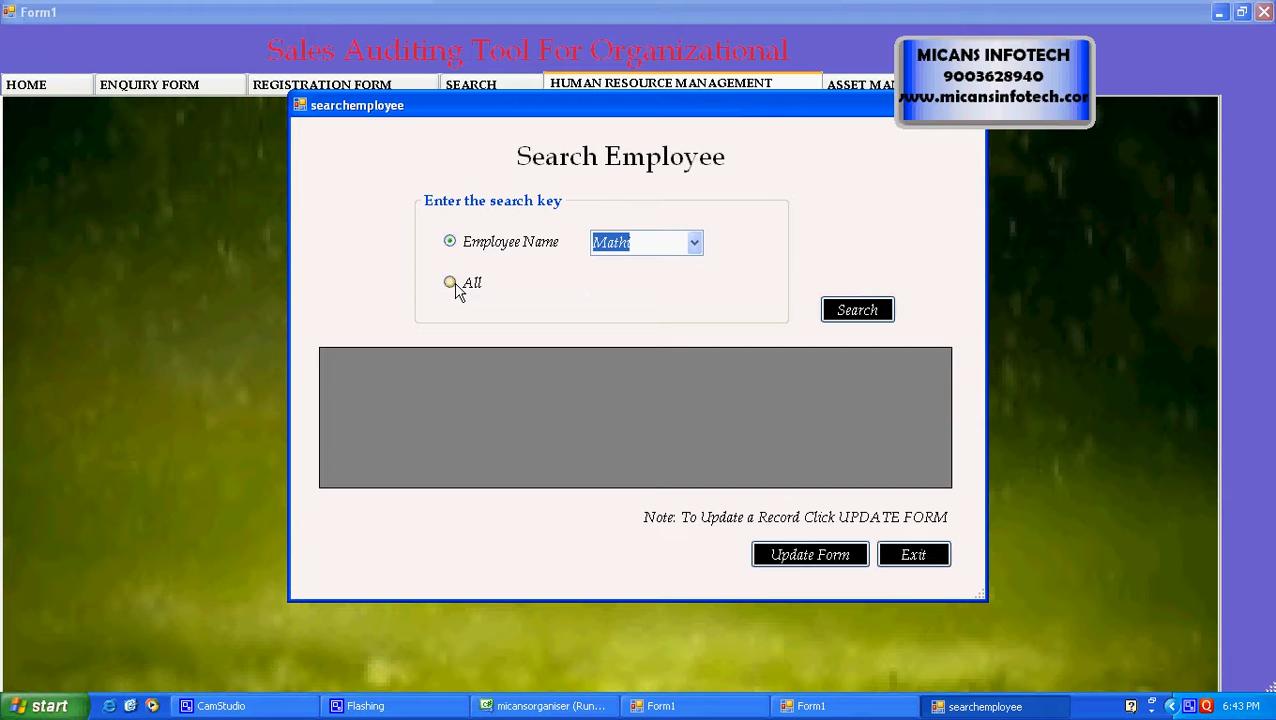 Form1
Sales Auditing Tool For Organizational
MICANS INFOTECH
9003628940
www.micansinfotech.com
HOME
ENQUIRY FORM
REGISTRATION FORM
SEARCH
HUMAN RESOURCE MANAGEMENT
ASSET MA
searchemployee
Search Employee
Enter the search key
Employee Name
Mathi
All
Search
Note: To Update a Record Click UPDATE FORM
Update Form
Exit
start
CamStudio
Flashing
micansorganiser (Run...
Form1
Form1
searchemployee
6:43 PM